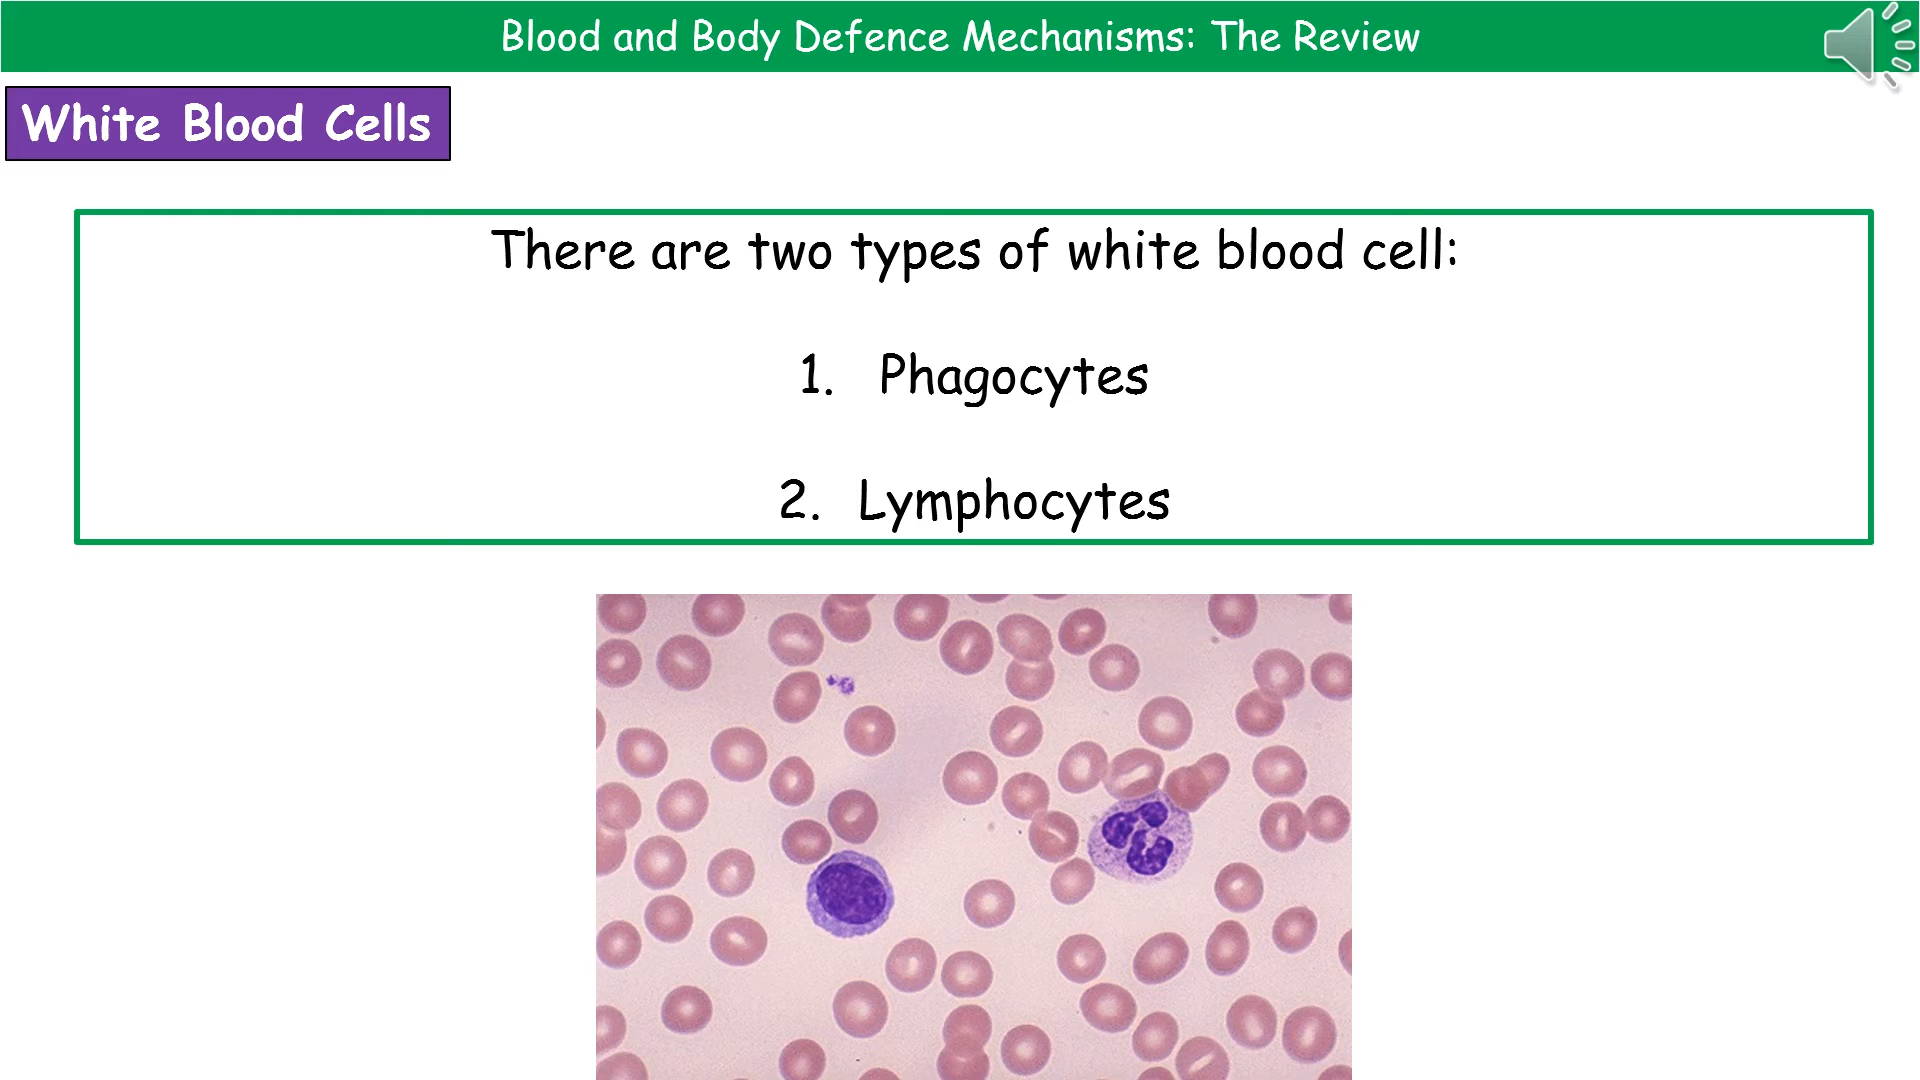 Blood and Body Defence Mechanisms: The Review
White Blood Cells
There are two types of white blood cell:
1. Phagocytes
2. Lymphocytes